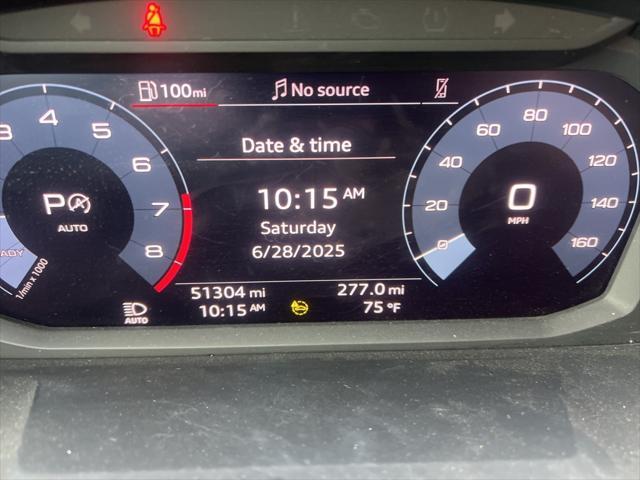 100mi No source
Date & time
10:15 AM
Saturday
6/28/2025
51304 mi 277.0 mi
10:15 AM 75 °F
3 4 5 6 7 8
P A
AUTO
READY
1/min x 1000
AUTO
0 20 40 60 80 100 120 140 160
0
MPH